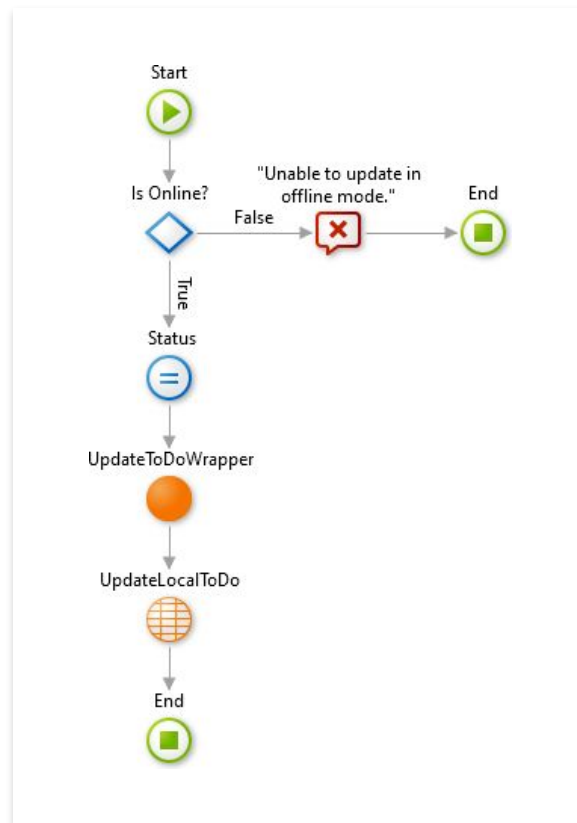 Start
Is Online?
False
"Unable to update in
offline mode."
End
True
Status
UpdateToDoWrapper
UpdateLocalToDo
End